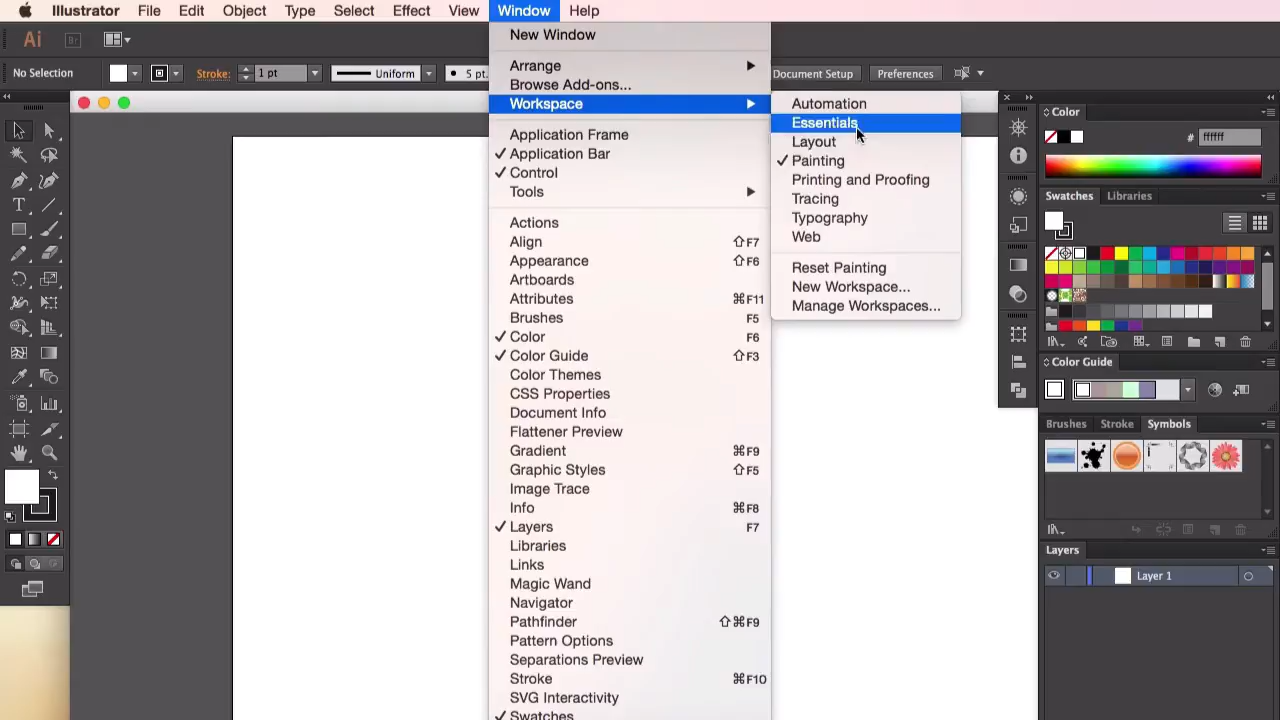 Illustrator File Edit Object Type Select Effect View Window Help
Ai Br
No Selection Stroke: 1 pt Uniform 5 pt. Document Setup Preferences
New Window
Arrange
Browse Add-ons...
Workspace
Application Frame
Application Bar
Control
Tools
Actions
Align ⇧F7
Appearance ⇧F6
Artboards
Attributes ⌘F11
Brushes F5
Color F6
Color Guide ⇧F3
Color Themes
CSS Properties
Document Info
Flattener Preview
Gradient ⌘F9
Graphic Styles ⇧F5
Image Trace
Info ⌘F8
Layers F7
Libraries
Links
Magic Wand
Navigator
Pathfinder ⇧⌘F9
Pattern Options
Separations Preview
Stroke ⌘F10
SVG Interactivity
Swatches
Automation
Essentials
Layout
Painting
Printing and Proofing
Tracing
Typography
Web
Reset Painting
New Workspace...
Manage Workspaces...
Color
# ffffff
Swatches Libraries
Color Guide
Brushes Stroke Symbols
Layers
Layer 1